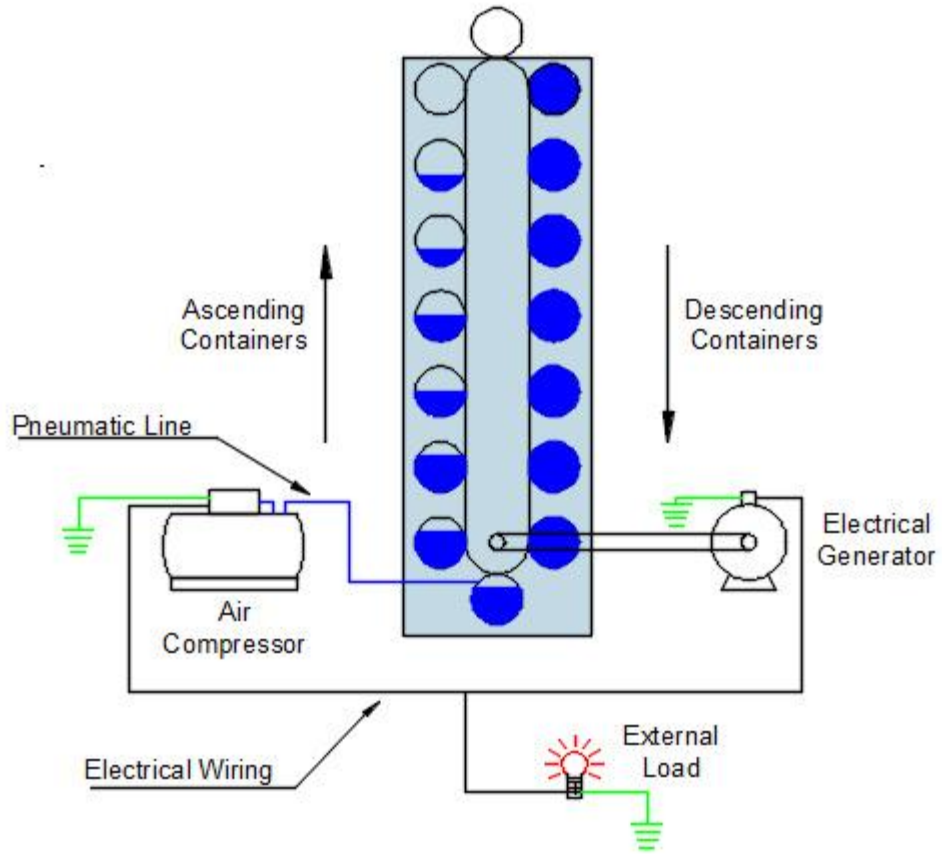 Ascending
Containers
Descending
Containers
Pneumatic Line
Electrical
Generator
Air
Compressor
External
Load
Electrical Wiring